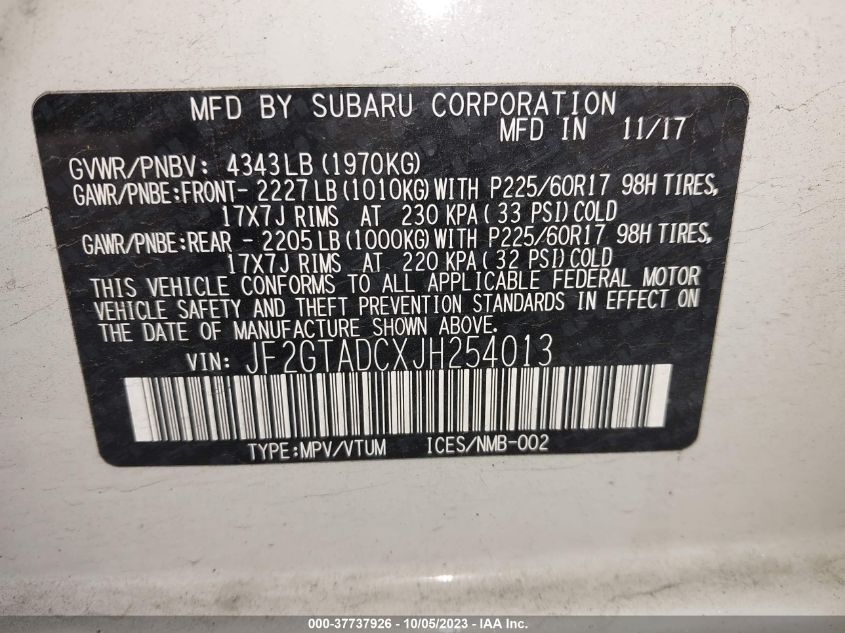 MFD BY SUBARU CORPORATION
MFD IN 11/17
GVWR/PNBV: 4343LB (1970KG)
GAWR/PNBE:FRONT- 2227LB (1010KG) WITH P225/60R17 98H TIRES,
17X7J RIMS AT 230 KPA ( 33 PSI) COLD
GAWR/PNBE:REAR - 2205LB (1000KG) WITH P225/60R17 98H TIRES,
17X7J RIMS AT 220 KPA ( 32 PSI) COLD
THIS VEHICLE CONFORMS TO ALL APPLICABLE FEDERAL MOTOR
VEHICLE SAFETY AND THEFT PREVENTION STANDARDS IN EFFECT ON
THE DATE OF MANUFACTURE SHOWN ABOVE.
VIN: JF2GTADCXJH254013
TYPE:MPV/VTUM ICES/NMB-002
000-37737926 - 10/05/2023 - IAA Inc.